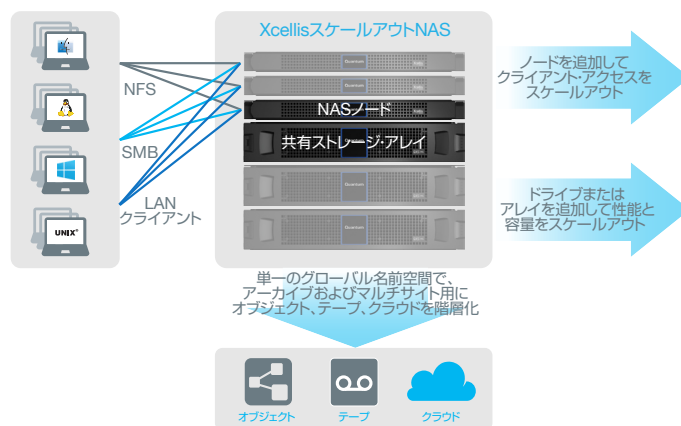 XcellisスケールアウトNAS
NFS
SMB
LAN
クライアント
UNIX®
Quantum
Quantum
NASノード
共有ストレージ・アレイ
Quantum
Quantum
ノードを追加して
クライアント・アクセスを
スケールアウト
ドライブまたは
アレイを追加して性能と
容量をスケールアウト
単一のグローバル名前空間で、
アーカイブおよびマルチサイト用に
オブジェクト、テープ、クラウドを階層化
オブジェクト
テープ
クラウド